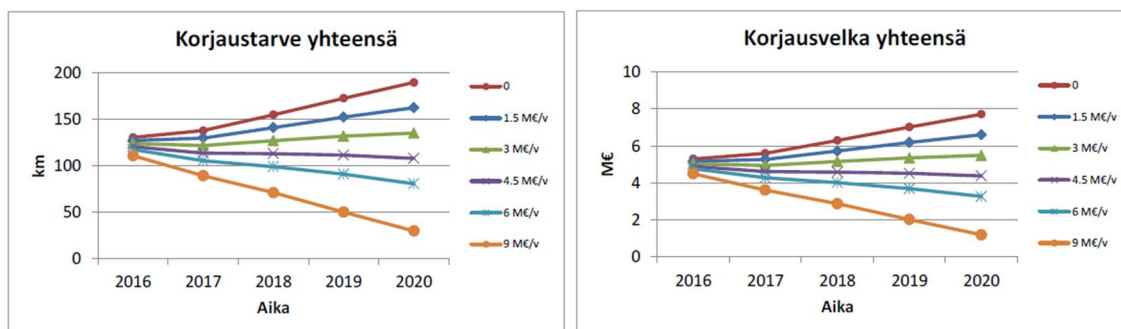 Korjaustarve yhteensä
200
150
100
50
0
km
2016 2017 2018 2019 2020
Aika
0
1.5 M€/v
3 M€/v
4.5 M€/v
6 M€/v
9 M€/v
Korjausvelka yhteensä
10
8
6
4
2
0
M€
2016 2017 2018 2019 2020
Aika
0
1.5 M€/v
3 M€/v
4.5 M€/v
6 M€/v
9 M€/v